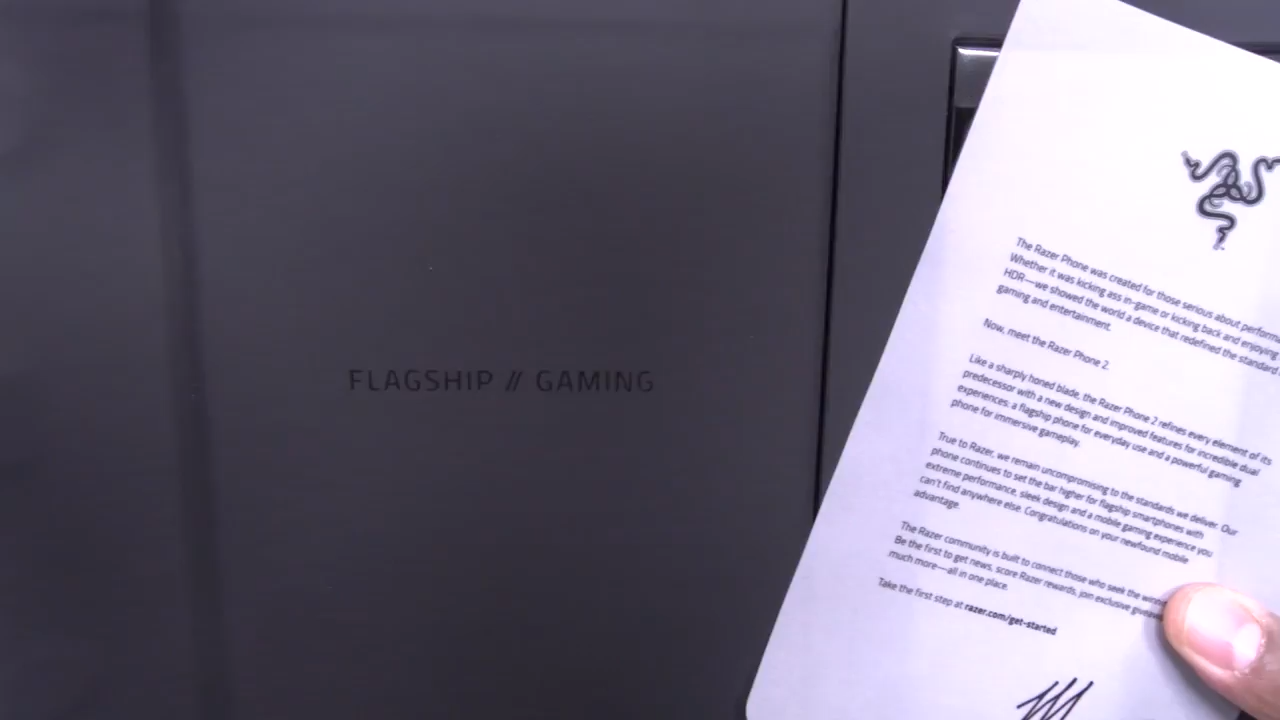 FLAGSHIP // GAMING
The Razer Phone was created for those serious about
Whether it was kicking ass in-game or kicking back and enjoying
HDR—we showed the world a device that redefined the standard
gaming and entertainment.
Now, meet the Razer Phone 2.
Like a sharply honed blade, the Razer Phone 2 refines every element of its
predecessor with a new design and improved features for incredible dual
experiences: a flagship phone for everyday use and a powerful gaming
phone for immersive gameplay.
True to Razer, we remain uncompromising to the standards we deliver. Our
phone continues to set the bar higher for flagship smartphones with
extreme performance, sleek design and a mobile gaming experience you
can't find anywhere else. Congratulations on your newfound mobile
advantage.
The Razer community is built to connect those who seek the
Be the first to get news, score Razer rewards, join exclusive
much more—all in one place.
Take the first step at razer.com/get-started